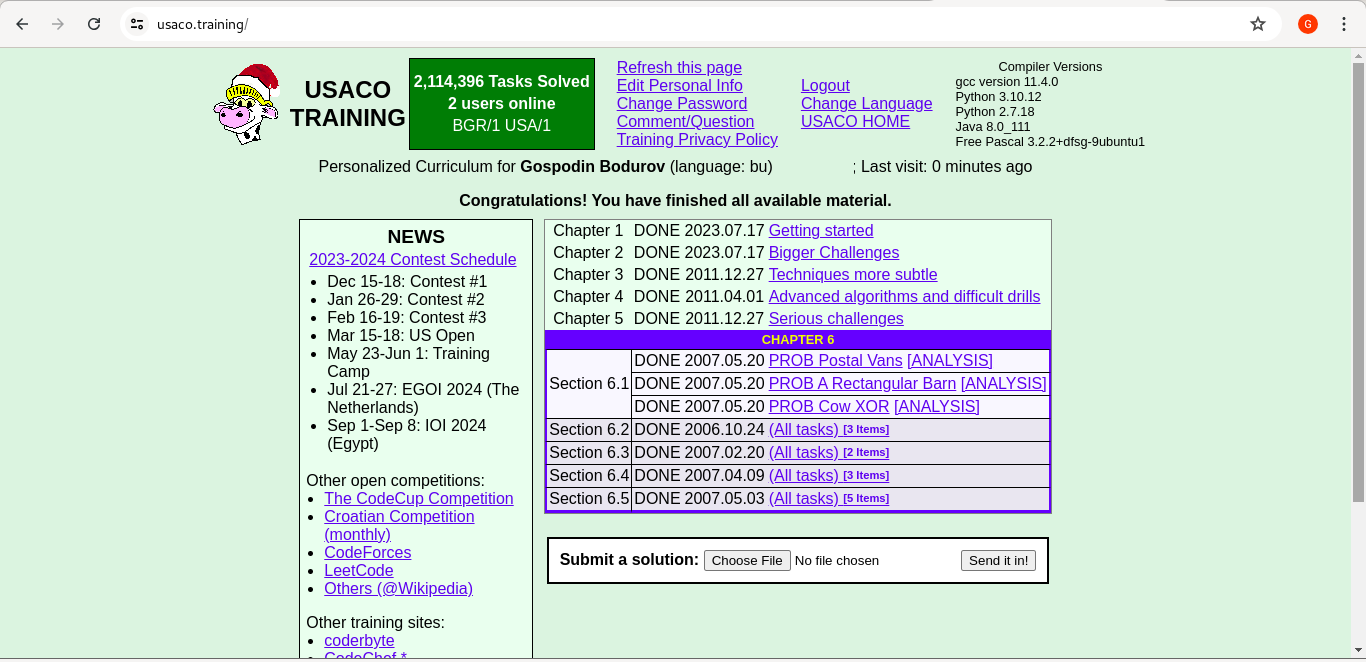 usaco.training/
G
USACO
TRAINING
2,114,396 Tasks Solved
2 users online
BGR/1 USA/1
Refresh this page
Edit Personal Info
Change Password
Comment/Question
Training Privacy Policy
Logout
Change Language
USACO HOME
Compiler Versions
gcc version 11.4.0
Python 3.10.12
Python 2.7.18
Java 8.0_111
Free Pascal 3.2.2+dfsg-9ubuntu1
Personalized Curriculum for Gospodin Bodurov (language: bu) ; Last visit: 0 minutes ago
Congratulations! You have finished all available material.
NEWS
2023-2024 Contest Schedule
Dec 15-18: Contest #1
Jan 26-29: Contest #2
Feb 16-19: Contest #3
Mar 15-18: US Open
May 23-Jun 1: Training
Camp
Jul 21-27: EGOI 2024 (The
Netherlands)
Sep 1-Sep 8: IOI 2024
(Egypt)
Other open competitions:
The CodeCup Competition
Croatian Competition
(monthly)
CodeForces
LeetCode
Others (@Wikipedia)
Other training sites:
coderbyte
CodeChef *
Chapter 1 DONE 2023.07.17 Getting started
Chapter 2 DONE 2023.07.17 Bigger Challenges
Chapter 3 DONE 2011.12.27 Techniques more subtle
Chapter 4 DONE 2011.04.01 Advanced algorithms and difficult drills
Chapter 5 DONE 2011.12.27 Serious challenges
CHAPTER 6
Section 6.1 DONE 2007.05.20 PROB Postal Vans [ANALYSIS]
DONE 2007.05.20 PROB A Rectangular Barn [ANALYSIS]
DONE 2007.05.20 PROB Cow XOR [ANALYSIS]
Section 6.2 DONE 2006.10.24 (All tasks) [3 Items]
Section 6.3 DONE 2007.02.20 (All tasks) [2 Items]
Section 6.4 DONE 2007.04.09 (All tasks) [3 Items]
Section 6.5 DONE 2007.05.03 (All tasks) [5 Items]
Submit a solution: Choose File No file chosen Send it in!